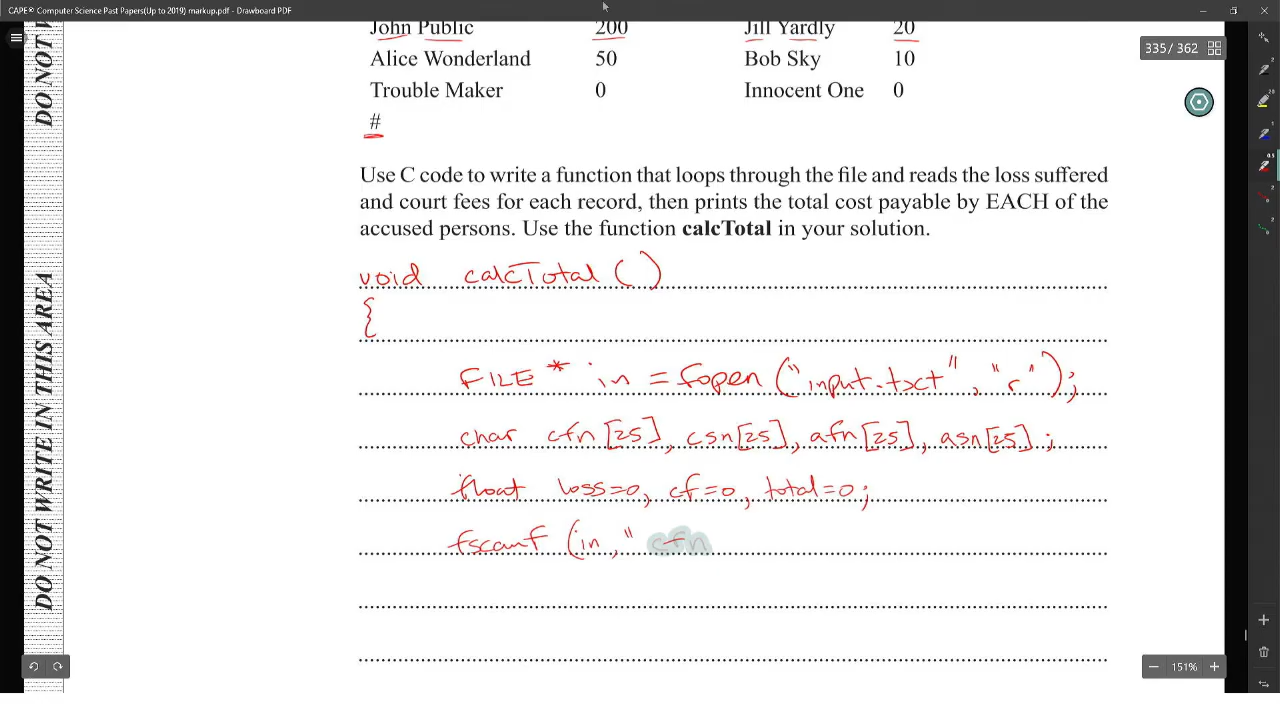 CAPE® Computer Science Past Papers(Up to 2019) markup.pdf - Drawboard PDF
John Public 200 Jill Yardly 20
335 / 362
Alice Wonderland 50 Bob Sky 10
Trouble Maker 0 Innocent One 0
#
Use C code to write a function that loops through the file and reads the loss suffered
and court fees for each record, then prints the total cost payable by EACH of the
accused persons. Use the function calcTotal in your solution.
void calcTotal ( )
{
FILE * in = fopen ("input.txt", "r");
char cfn [25], csn[25], afn[25], asn[25];
float loss=0, cf=0, total=0;
fscanf (in," cfn
DO NOT WRITE IN THIS AREA
DO NOT
151%